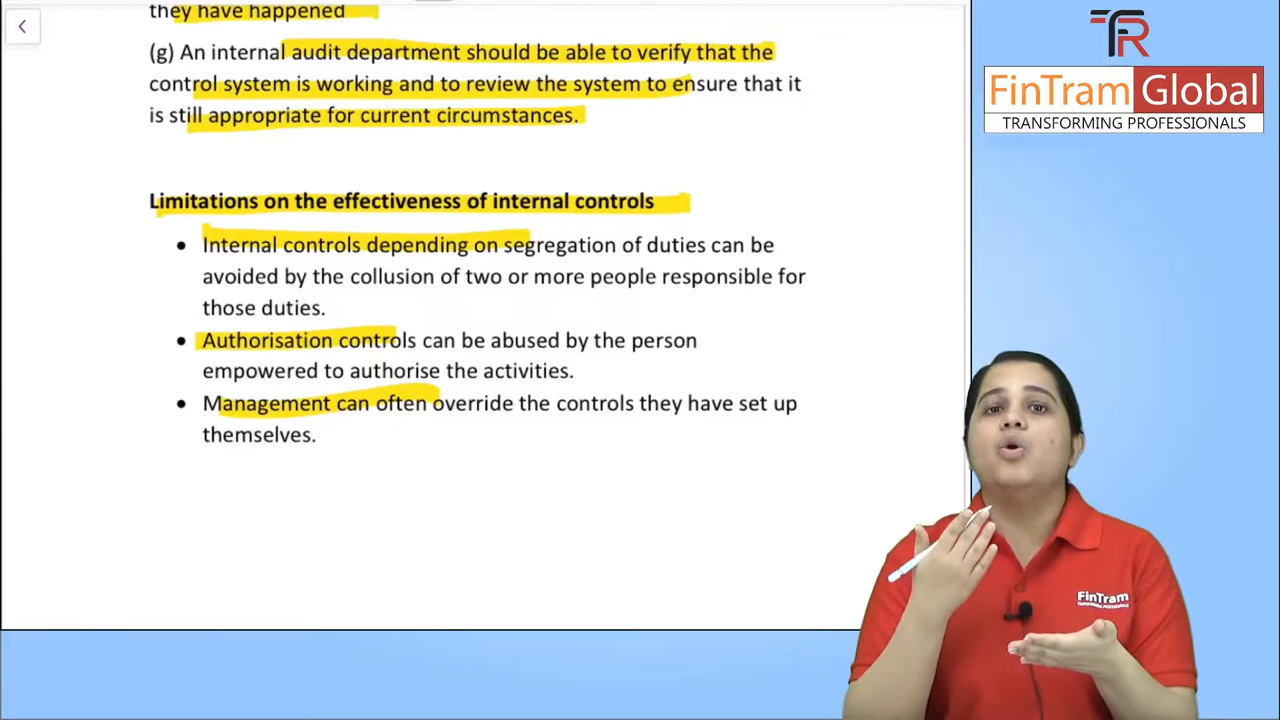 they have happened
(g) An internal audit department should be able to verify that the
control system is working and to review the system to ensure that it
is still appropriate for current circumstances.
Limitations on the effectiveness of internal controls
• Internal controls depending on segregation of duties can be
avoided by the collusion of two or more people responsible for
those duties.
• Authorisation controls can be abused by the person
empowered to authorise the activities.
• Management can often override the controls they have set up
themselves.
TR
FinTram Global
TRANSFORMING PROFESSIONALS
FinTram
TRANSFORMING PROFESSIONALS